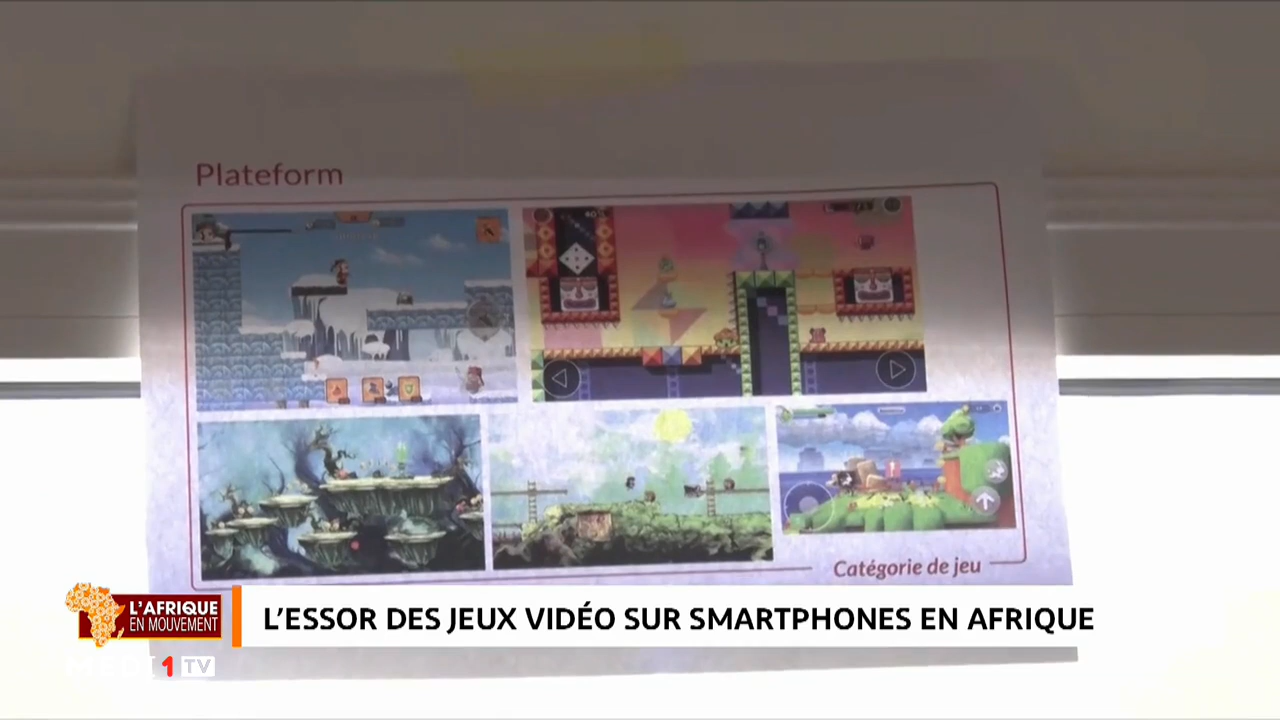 Plateform
Catégorie de jeu
L'AFRIQUE
EN MOUVEMENT
L'ESSOR DES JEUX VIDÉO SUR SMARTPHONES EN AFRIQUE
MEDI 1 TV